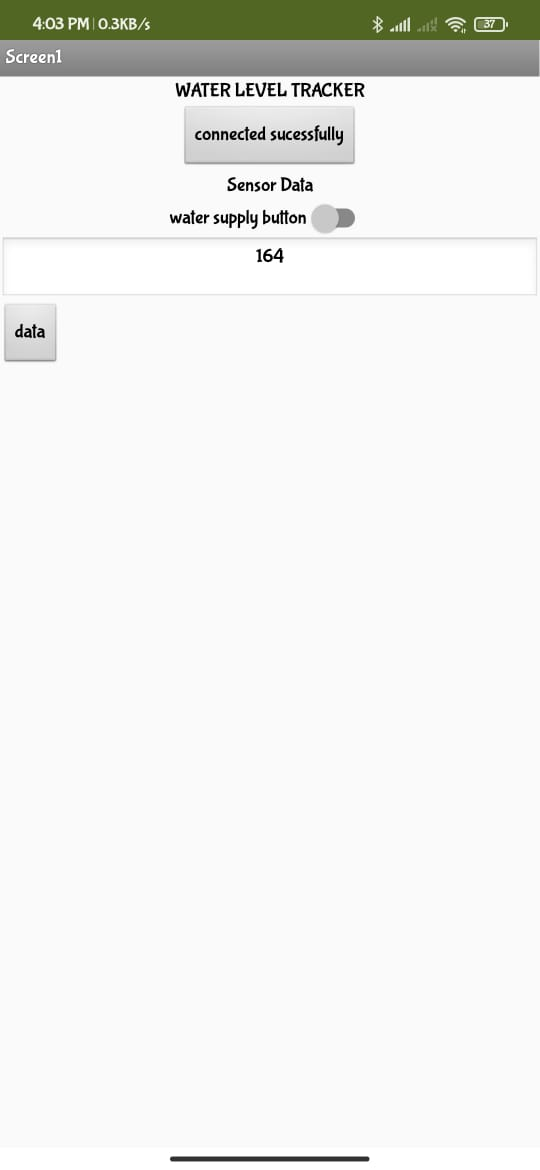 4:03 PM | 0.3KB/s 37
Screen1
WATER LEVEL TRACKER
connected sucessfully
Sensor Data
water supply button
164
data